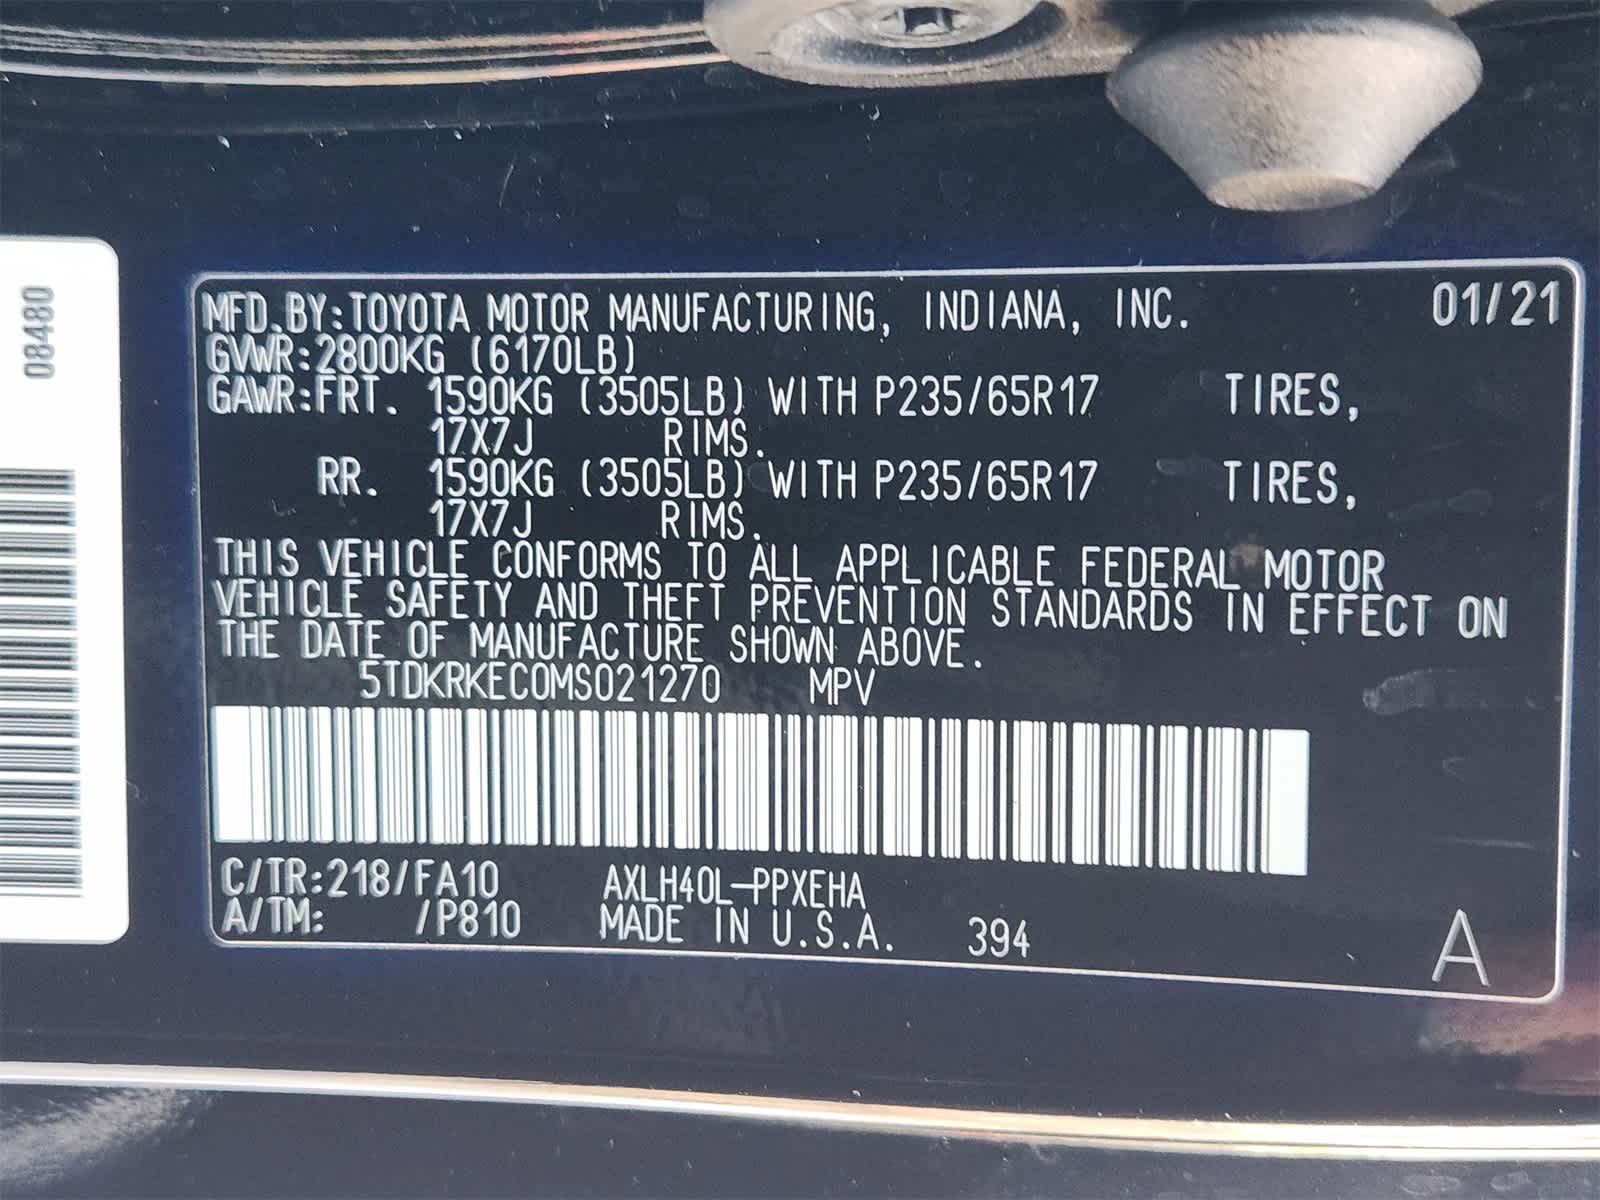 08480
MFD.BY:TOYOTA MOTOR MANUFACTURING, INDIANA, INC. 01/21
GVWR:2800KG (6170LB)
GAWR:FRT. 1590KG (3505LB) WITH P235/65R17 TIRES,
17X7J RIMS.
RR. 1590KG (3505LB) WITH P235/65R17 TIRES,
17X7J RIMS.
THIS VEHICLE CONFORMS TO ALL APPLICABLE FEDERAL MOTOR
VEHICLE SAFETY AND THEFT PREVENTION STANDARDS IN EFFECT ON
THE DATE OF MANUFACTURE SHOWN ABOVE.
5TDKRKEC0MS021270 MPV
C/TR:218/FA10 AXLH40L-PPXEHA
A/TM: /P810 MADE IN U.S.A. 394 A